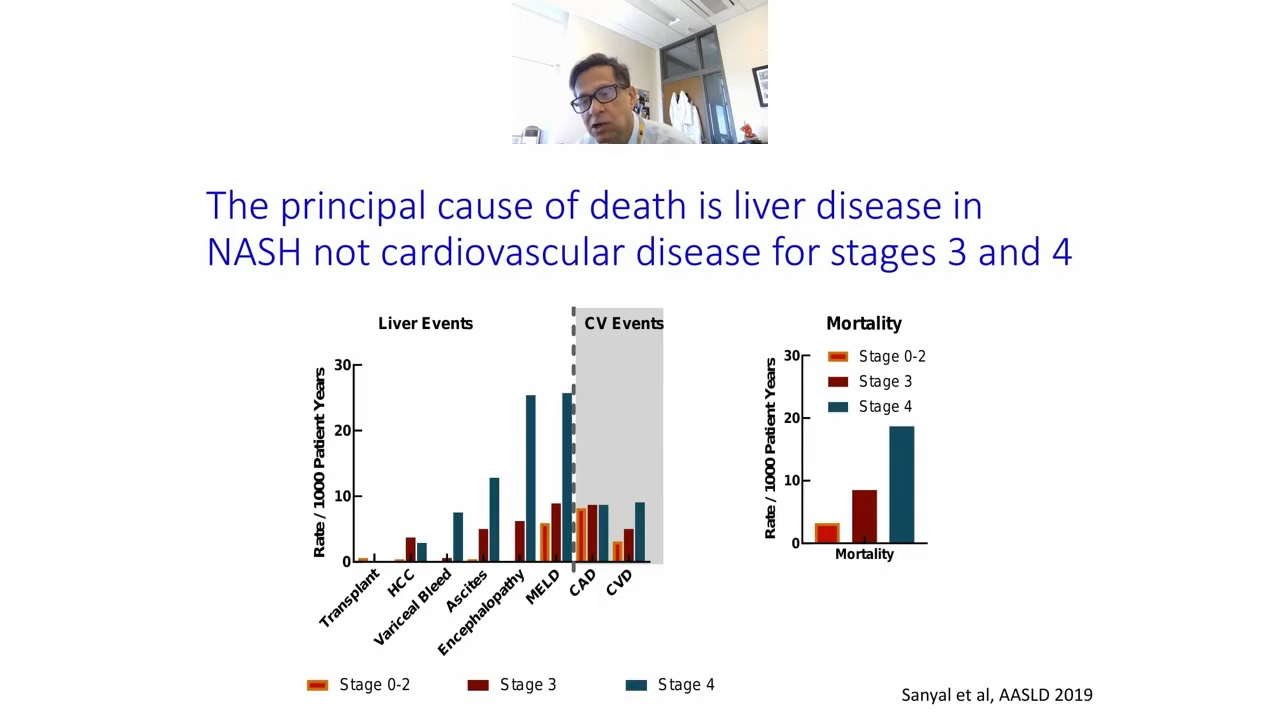 The principal cause of death is liver disease in
NASH not cardiovascular disease for stages 3 and 4
Liver Events
CV Events
Rate / 1000 Patient Years
30
20
10
0
Transplant
HCC
Variceal Bleed
Ascites
Encephalopathy
MELD
CAD
CVD
Stage 0-2
Stage 3
Stage 4
Mortality
Rate / 1000 Patient Years
30
20
10
0
Stage 0-2
Stage 3
Stage 4
Mortality
Sanyal et al, AASLD 2019